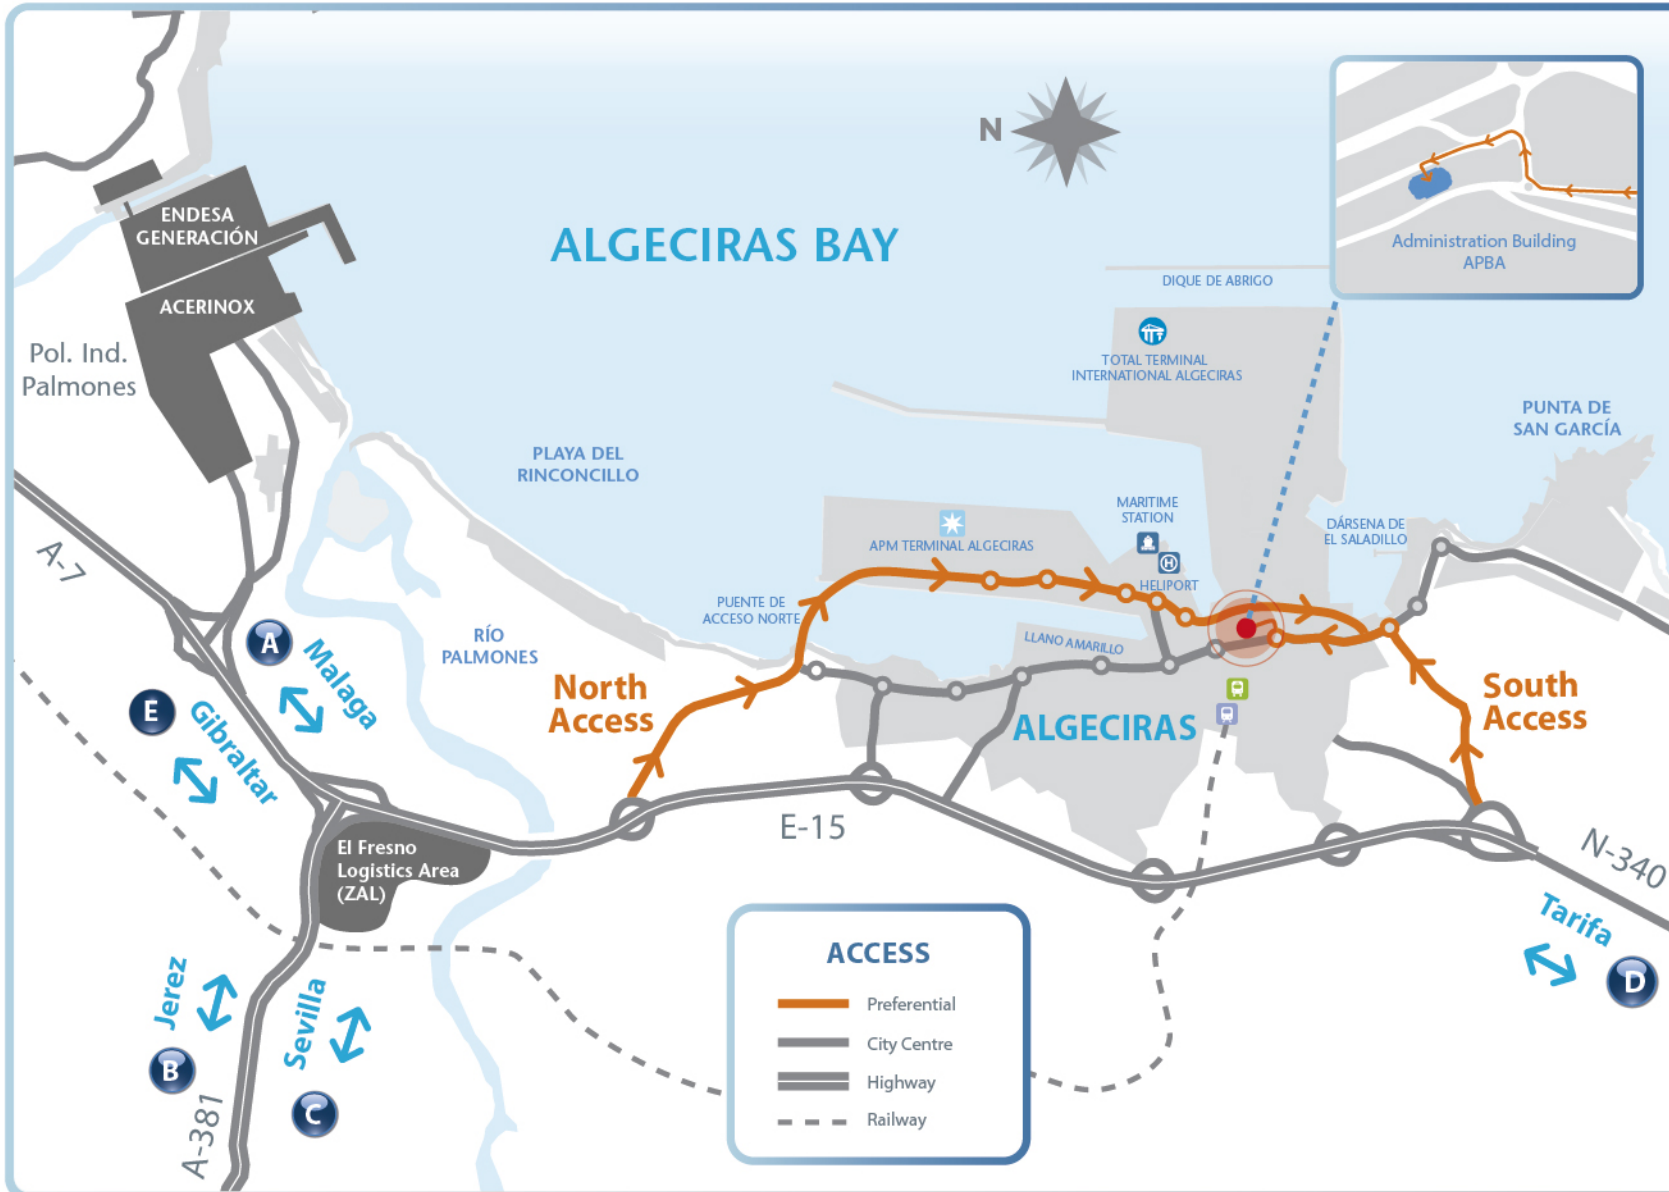 N
ALGECIRAS BAY
ENDESA
GENERACIÓN
ACERINOX
Pol. Ind.
Palmones
Administration Building
APBA
DIQUE DE ABRIGO
TOTAL TERMINAL
INTERNATIONAL ALGECIRAS
PUNTA DE
SAN GARCÍA
PLAYA DEL
RINCONCILLO
MARITIME
STATION
DÁRSENA DE
EL SALADILLO
APM TERMINAL ALGECIRAS
H
HELIPORT
A-7
PUENTE DE
ACCESO NORTE
RÍO
PALMONES
LLANO AMARILLO
A
Malaga
E
Gibraltar
North
Access
South
Access
ALGECIRAS
E-15
N-340
El Fresno
Logistics Area
(ZAL)
Tarifa
D
Jerez
B
Sevilla
C
A-381
ACCESS
Preferential
City Centre
Highway
Railway